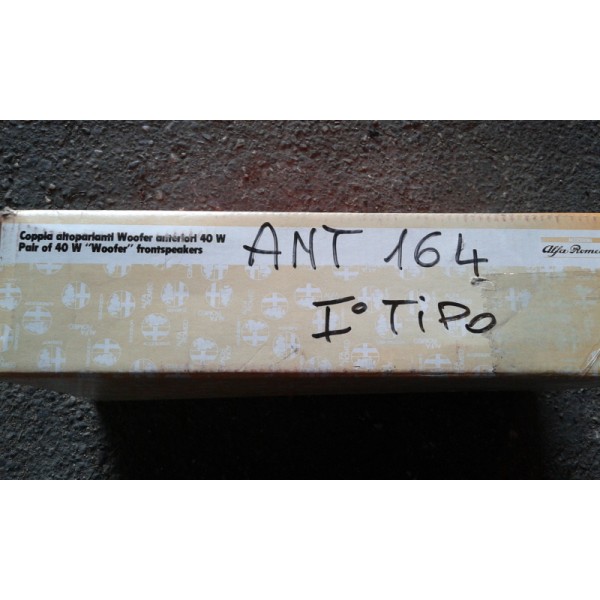 Coppia altoparlanti Woofer anteriori 40 W
Pair of 40 W "Woofer" frontspeakers
ANT 164
I° TiPO
Alfa Romeo